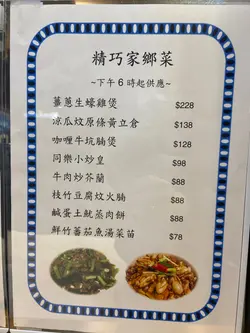 精巧家鄉菜
~下午6時起供應~
薑蔥生蠔雞煲 $228
涼瓜炆原條黃立倉 $138
咖喱牛坑腩煲 $128
同樂小炒皇 $98
牛肉炒芥蘭 $88
枝竹豆腐炆火腩 $88
鹹蛋土魷蒸肉餅 $88
鮮竹蕃茄魚湯菜苗 $78